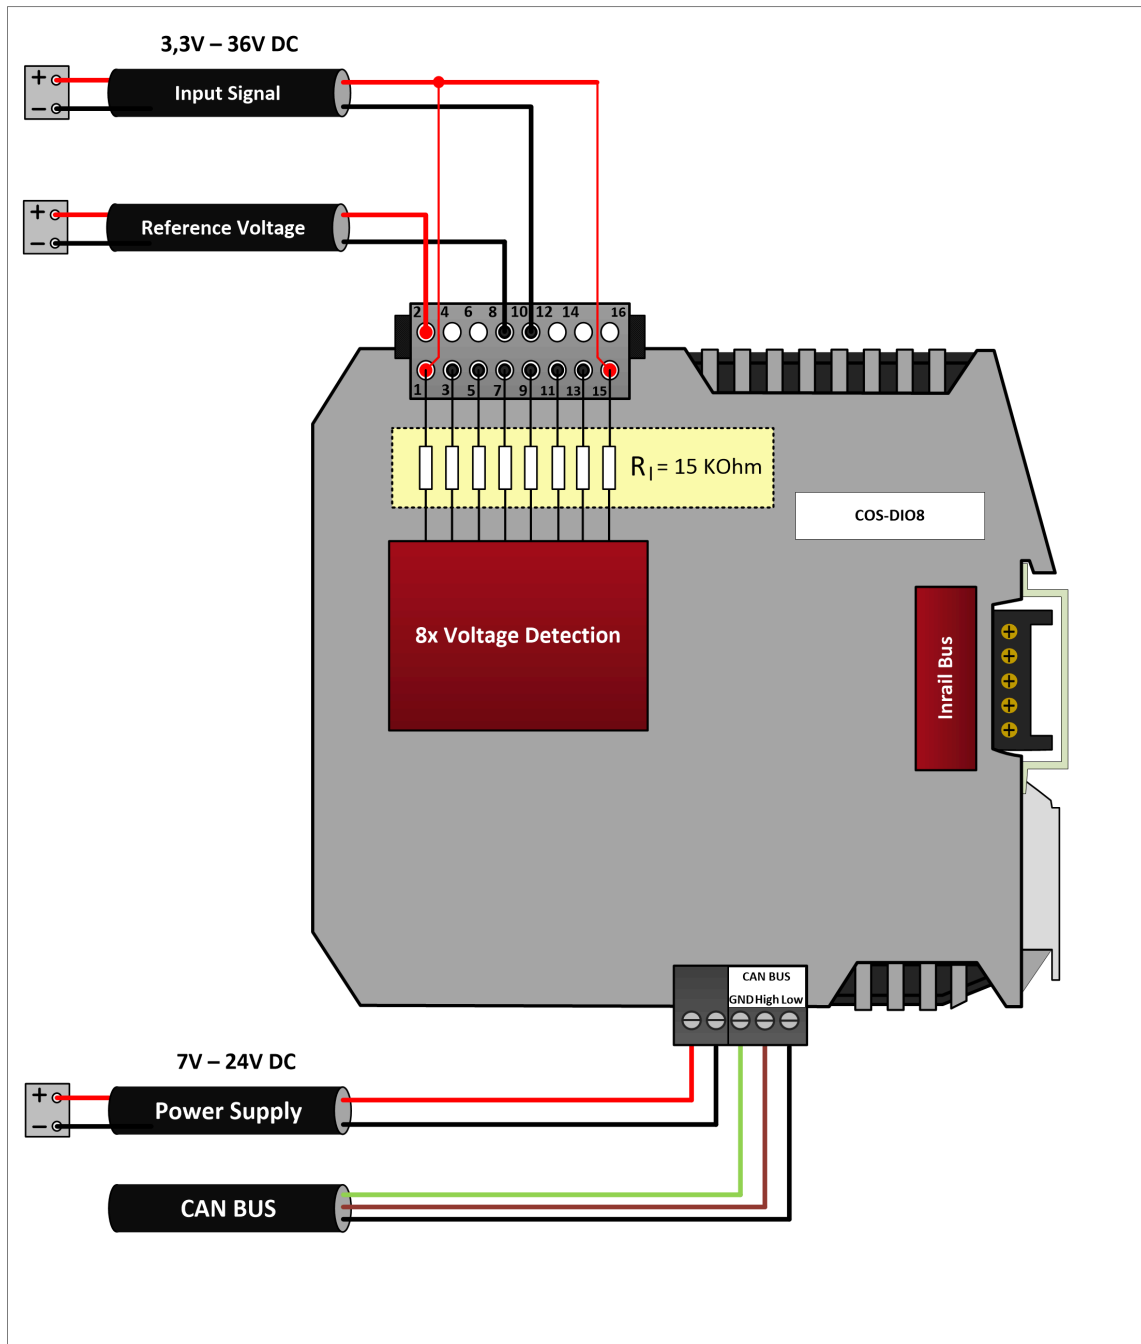 3,3V – 36V DC
+
–
Input Signal
+
–
Reference Voltage
2 4 6 8 10 12 14 16
1 3 5 7 9 11 13 15
RI = 15 KOhm
COS-DIO8
8x Voltage Detection
Inrail Bus
CAN BUS
GND High Low
7V – 24V DC
+
–
Power Supply
CAN BUS